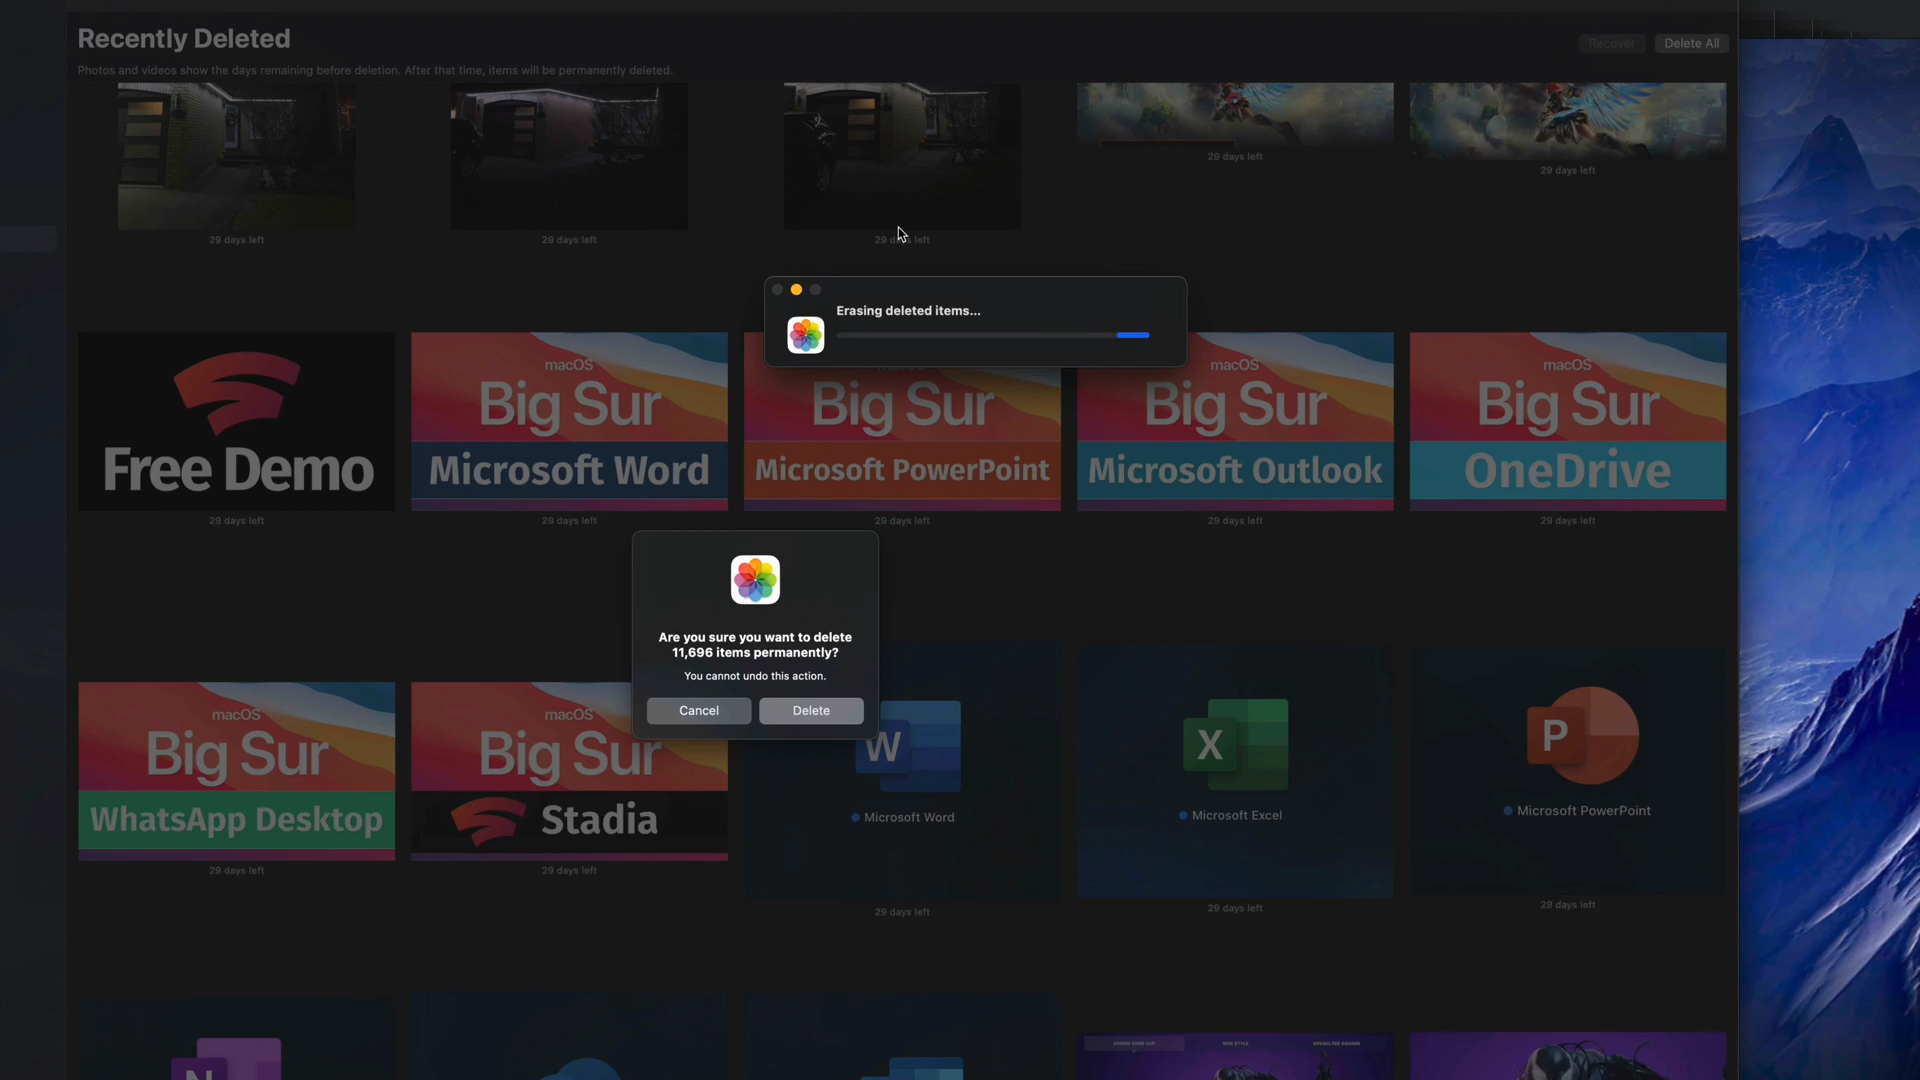 Recently Deleted
Recover
Delete All
Photos and videos show the days remaining before deletion. After that time, items will be permanently deleted.
29 days left
29 days left
29 days left
29 days left
29 days left
Erasing deleted items...
Free Demo
29 days left
macOS
Big Sur
Microsoft Word
29 days left
macOS
Big Sur
Microsoft PowerPoint
29 days left
macOS
Big Sur
Microsoft Outlook
29 days left
macOS
Big Sur
OneDrive
29 days left
Are you sure you want to delete
11,696 items permanently?
You cannot undo this action.
Cancel
Delete
macOS
Big Sur
WhatsApp Desktop
29 days left
macOS
Big Sur
Stadia
29 days left
W
Microsoft Word
29 days left
X
Microsoft Excel
29 days left
P
Microsoft PowerPoint
29 days left
N